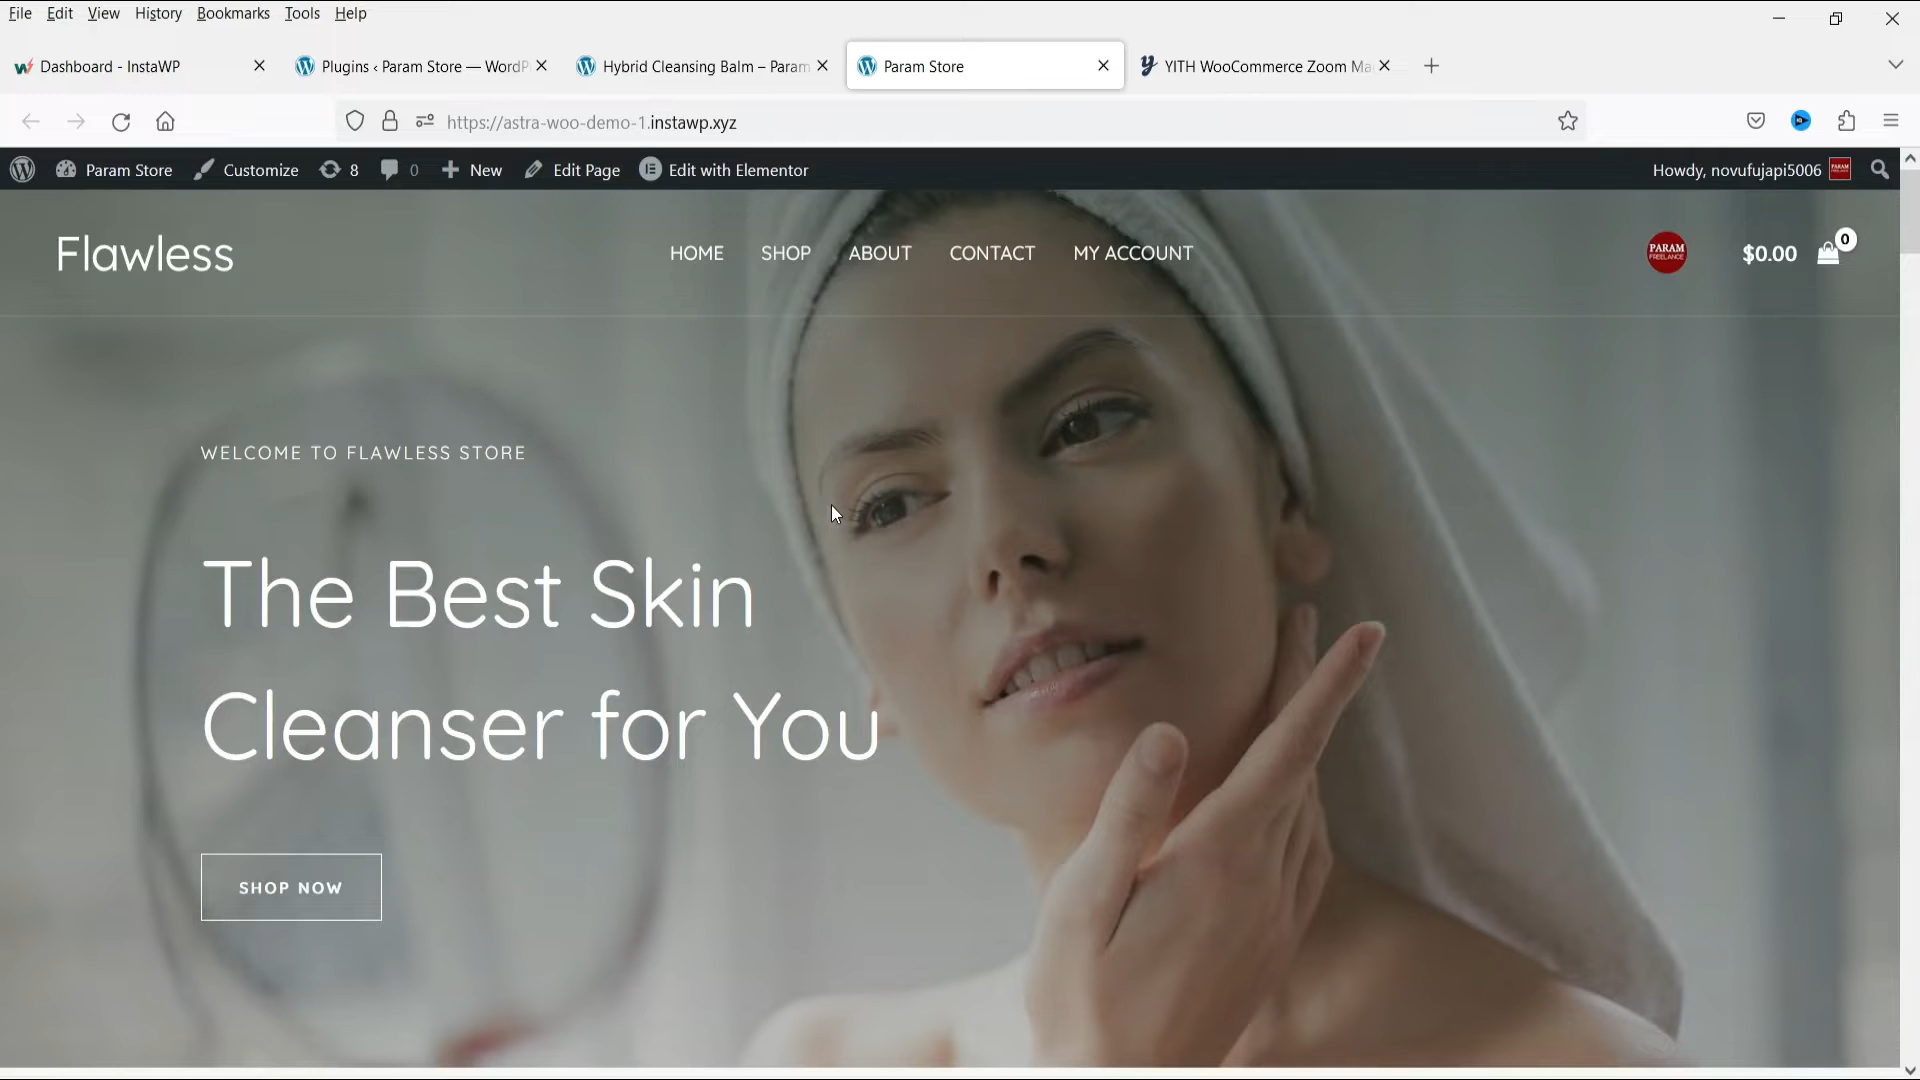 File Edit View History Bookmarks Tools Help
Dashboard - InstaWP
Plugins ‹ Param Store — WordP
Hybrid Cleansing Balm – Param
Param Store
YITH WooCommerce Zoom Ma
https://astra-woo-demo-1.instawp.xyz
Param Store Customize 8 0 New Edit Page Edit with Elementor
Howdy, novufujapi5006
Flawless
HOME SHOP ABOUT CONTACT MY ACCOUNT
PARAM
FREELANCE
$0.00 0
WELCOME TO FLAWLESS STORE
The Best Skin
Cleanser for You
SHOP NOW